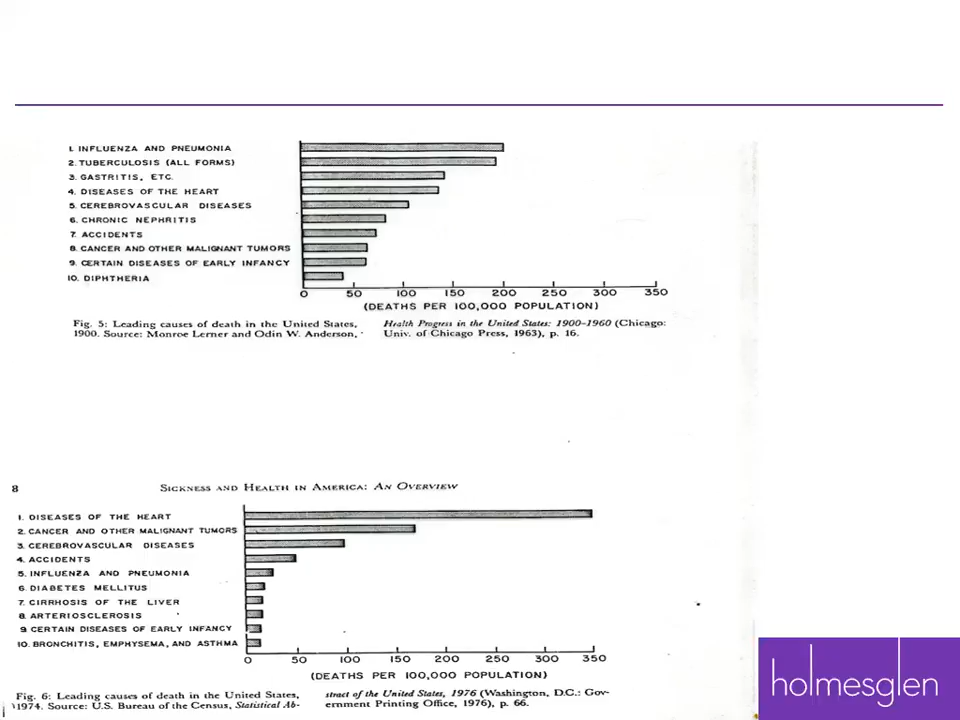 1. INFLUENZA AND PNEUMONIA
2. TUBERCULOSIS (ALL FORMS)
3. GASTRITIS, ETC.
4. DISEASES OF THE HEART
5. CEREBROVASCULAR DISEASES
6. CHRONIC NEPHRITIS
7. ACCIDENTS
8. CANCER AND OTHER MALIGNANT TUMORS
9. CERTAIN DISEASES OF EARLY INFANCY
10. DIPHTHERIA
0 50 100 150 200 250 300 350
(DEATHS PER 100,000 POPULATION)
Fig. 5: Leading causes of death in the United States,
1900. Source: Monroe Lerner and Odin W. Anderson,
Health Progress in the United States: 1900-1960 (Chicago:
Univ. of Chicago Press, 1963), p. 16.
8 SICKNESS AND HEALTH IN AMERICA: AN OVERVIEW
1. DISEASES OF THE HEART
2. CANCER AND OTHER MALIGNANT TUMORS
3. CEREBROVASCULAR DISEASES
4. ACCIDENTS
5. INFLUENZA AND PNEUMONIA
6. DIABETES MELLITUS
7. CIRRHOSIS OF THE LIVER
8. ARTERIOSCLEROSIS
9. CERTAIN DISEASES OF EARLY INFANCY
10. BRONCHITIS, EMPHYSEMA, AND ASTHMA
0 50 100 150 200 250 300 350
(DEATHS PER 100,000 POPULATION)
Fig. 6: Leading causes of death in the United States,
1974. Source: U.S. Bureau of the Census, Statistical Ab-
stract of the United States, 1976 (Washington, D.C.: Gov-
ernment Printing Office, 1976), p. 66.
holmesglen